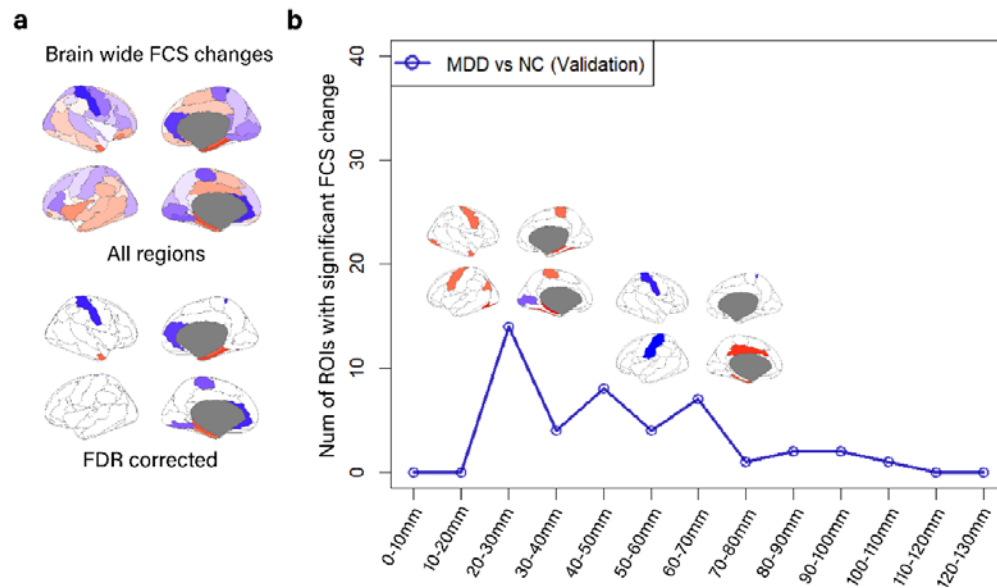 a
Brain wide FCS changes
All regions
FDR corrected
b
Num of ROIs with significant FCS change
40
30
20
10
0
MDD vs NC (Validation)
0-10mm
10-20mm
20-30mm
30-40mm
40-50mm
50-60mm
60-70mm
70-80mm
80-90mm
90-100mm
100-110mm
110-120mm
120-130mm